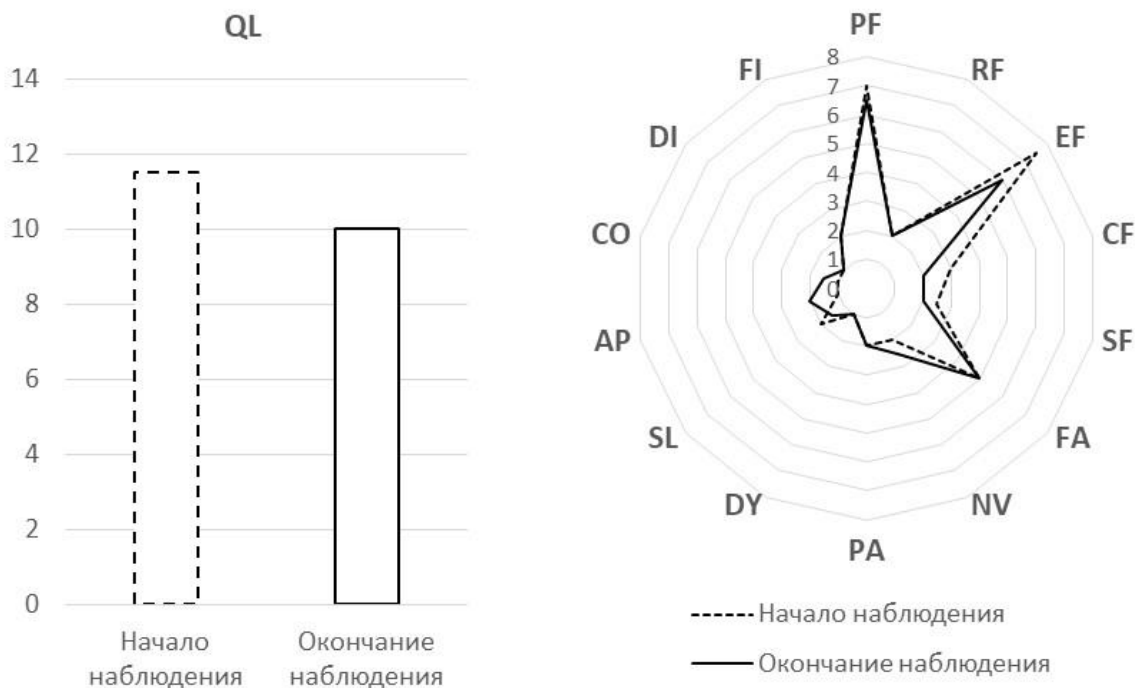 QL
14
12
10
8
6
4
2
0
Начало
наблюдения
Окончание
наблюдения
PF
RF
EF
CF
SF
FA
NV
PA
DY
SL
AP
CO
DI
FI
8
7
6
5
4
3
2
1
0
Начало наблюдения
Окончание наблюдения